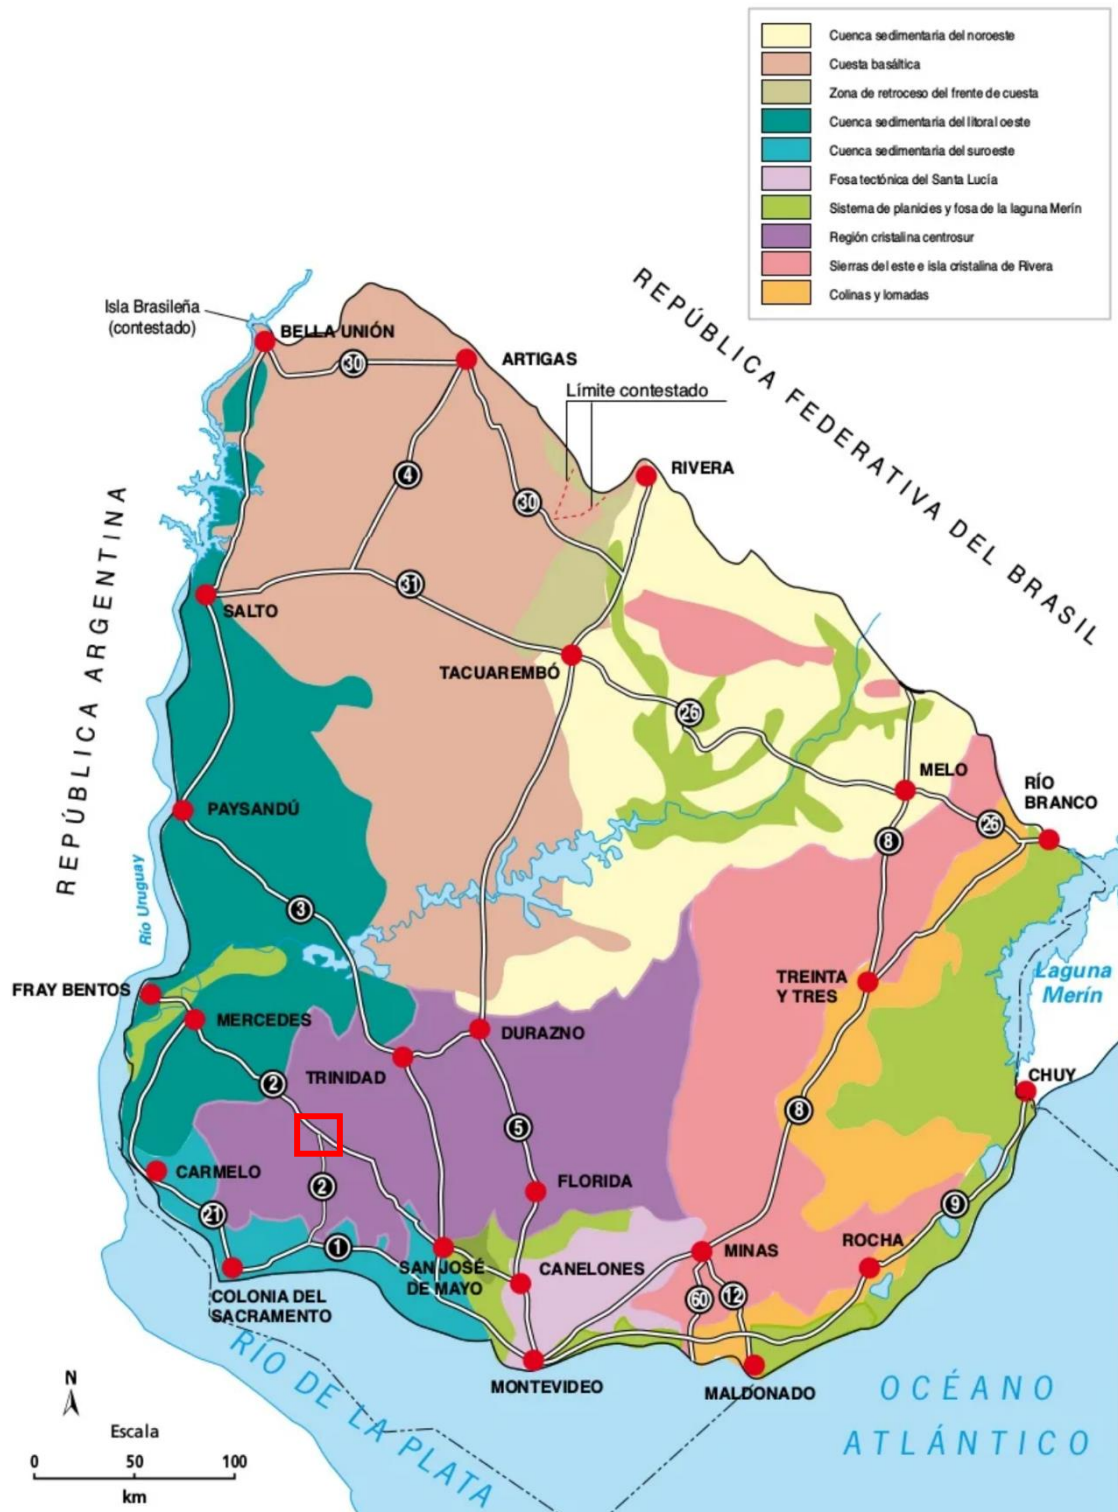 Cuenca sedimentaria del noroeste
Cuesta basáltica
Zona de retroceso del frente de cuesta
Cuenca sedimentaria del litoral oeste
Cuenca sedimentaria del suroeste
Fosa tectónica del Santa Lucía
Sistema de planicies y fosa de la laguna Merín
Región cristalina centrosur
Sierras del este e isla cristalina de Rivera
Colinas y lomadas
REPÚBLICA FEDERATIVA DEL BRASIL
Isla Brasileña
(contestado)
BELLA UNIÓN
30
ARTIGAS
Límite contestado
4
RIVERA
30
REPÚBLICA ARGENTINA
31
SALTO
TACUAREMBÓ
26
MELO
RÍO
BRANCO
PAYSANDÚ
26
8
Río Uruguay
3
TREINTA
Y TRES
Laguna
Merín
FRAY BENTOS
MERCEDES
DURAZNO
TRINIDAD
CHUY
2
8
5
CARMELO
2
FLORIDA
9
21
1
ROCHA
MINAS
SAN JOSÉ
DE MAYO
CANELONES
60
12
COLONIA DEL
SACRAMENTO
MONTEVIDEO
MALDONADO
RÍO DE LA PLATA
OCÉANO
ATLÁNTICO
N
Escala
0 50 100
km